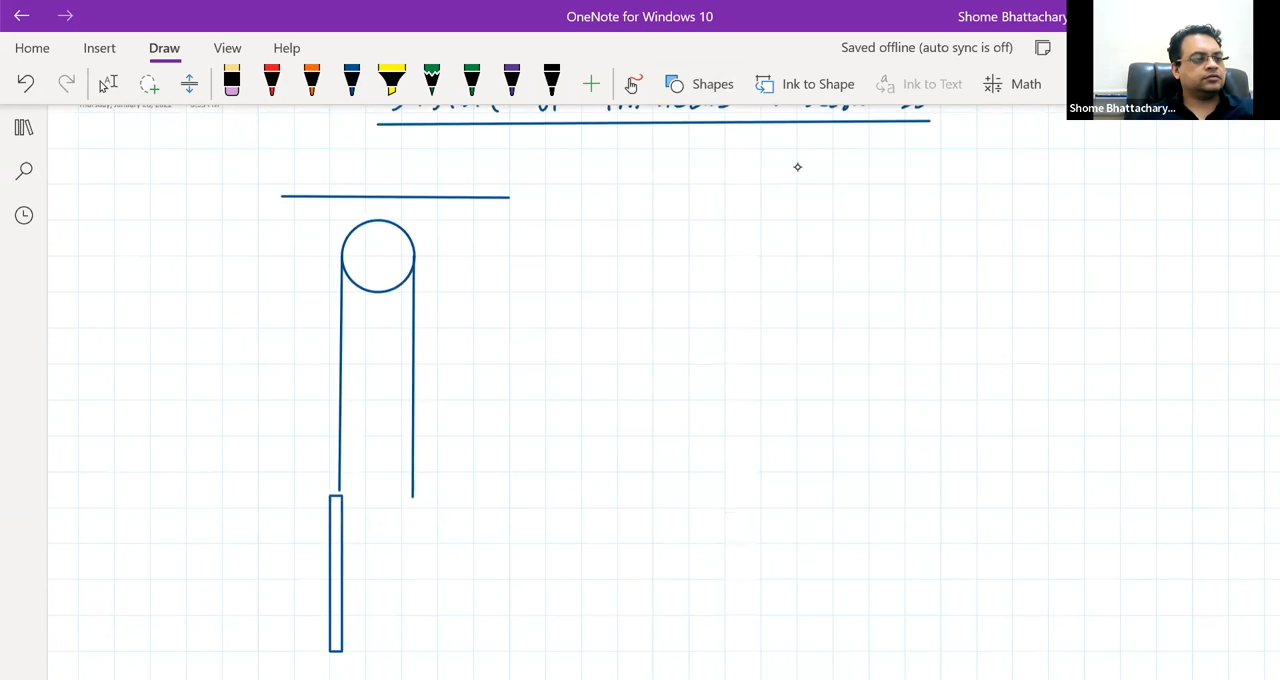 OneNote for Windows 10
Shome Bhattachary
Home Insert Draw View Help
Saved offline (auto sync is off)
Shapes Ink to Shape Ink to Text Math
Shome Bhattachary...